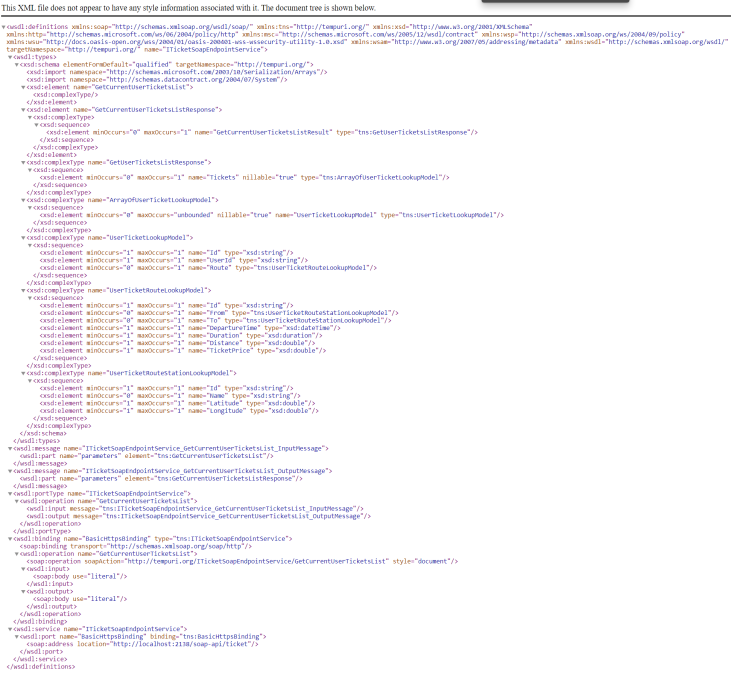 This XML file does not appear to have any style information associated with it. The document tree is shown below.
▼<wsdl:definitions xmlns:soap="http://schemas.xmlsoap.org/wsdl/soap/" xmlns:tns="http://tempuri.org/" xmlns:xsd="http://www.w3.org/2001/XMLSchema"
xmlns:http="http://schemas.microsoft.com/ws/06/2004/policy/http" xmlns:msc="http://schemas.microsoft.com/ws/2005/12/wsdl/contract" xmlns:wsp="http://schemas.xmlsoap.org/ws/2004/09/policy"
xmlns:wsu="http://docs.oasis-open.org/wss/2004/01/oasis-200401-wss-wssecurity-utility-1.0.xsd" xmlns:wsam="http://www.w3.org/2007/05/addressing/metadata" xmlns:wsdl="http://schemas.xmlsoap.org/wsdl/"
targetNamespace="http://tempuri.org/" name="ITicketSoapEndpointService">
▼<wsdl:types>
▼<xsd:schema elementFormDefault="qualified" targetNamespace="http://tempuri.org/">
<xsd:import namespace="http://schemas.microsoft.com/2003/10/Serialization/Arrays"/>
<xsd:import namespace="http://schemas.datacontract.org/2004/07/System"/>
▼<xsd:element name="GetCurrentUserTicketsList">
<xsd:complexType/>
</xsd:element>
▼<xsd:element name="GetCurrentUserTicketsListResponse">
▼<xsd:complexType>
▼<xsd:sequence>
<xsd:element minOccurs="0" maxOccurs="1" name="GetCurrentUserTicketsListResult" type="tns:GetUserTicketsListResponse"/>
</xsd:sequence>
</xsd:complexType>
</xsd:element>
▼<xsd:complexType name="GetUserTicketsListResponse">
▼<xsd:sequence>
<xsd:element minOccurs="0" maxOccurs="1" name="Tickets" nillable="true" type="tns:ArrayOfUserTicketLookupModel"/>
</xsd:sequence>
</xsd:complexType>
▼<xsd:complexType name="ArrayOfUserTicketLookupModel">
▼<xsd:sequence>
<xsd:element minOccurs="0" maxOccurs="unbounded" nillable="true" name="UserTicketLookupModel" type="tns:UserTicketLookupModel"/>
</xsd:sequence>
</xsd:complexType>
▼<xsd:complexType name="UserTicketLookupModel">
▼<xsd:sequence>
<xsd:element minOccurs="1" maxOccurs="1" name="Id" type="xsd:string"/>
<xsd:element minOccurs="1" maxOccurs="1" name="UserId" type="xsd:string"/>
<xsd:element minOccurs="0" maxOccurs="1" name="Route" type="tns:UserTicketRouteLookupModel"/>
</xsd:sequence>
</xsd:complexType>
▼<xsd:complexType name="UserTicketRouteLookupModel">
▼<xsd:sequence>
<xsd:element minOccurs="1" maxOccurs="1" name="Id" type="xsd:string"/>
<xsd:element minOccurs="0" maxOccurs="1" name="From" type="tns:UserTicketRouteStationLookupModel"/>
<xsd:element minOccurs="0" maxOccurs="1" name="To" type="tns:UserTicketRouteStationLookupModel"/>
<xsd:element minOccurs="1" maxOccurs="1" name="DepartureTime" type="xsd:dateTime"/>
<xsd:element minOccurs="1" maxOccurs="1" name="Duration" type="xsd:duration"/>
<xsd:element minOccurs="1" maxOccurs="1" name="Distance" type="xsd:double"/>
<xsd:element minOccurs="1" maxOccurs="1" name="TicketPrice" type="xsd:double"/>
</xsd:sequence>
</xsd:complexType>
▼<xsd:complexType name="UserTicketRouteStationLookupModel">
▼<xsd:sequence>
<xsd:element minOccurs="1" maxOccurs="1" name="Id" type="xsd:string"/>
<xsd:element minOccurs="0" maxOccurs="1" name="Name" type="xsd:string"/>
<xsd:element minOccurs="1" maxOccurs="1" name="Latitude" type="xsd:double"/>
<xsd:element minOccurs="1" maxOccurs="1" name="Longitude" type="xsd:double"/>
</xsd:sequence>
</xsd:complexType>
</xsd:schema>
</wsdl:types>
▼<wsdl:message name="ITicketSoapEndpointService_GetCurrentUserTicketsList_InputMessage">
<wsdl:part name="parameters" element="tns:GetCurrentUserTicketsList"/>
</wsdl:message>
▼<wsdl:message name="ITicketSoapEndpointService_GetCurrentUserTicketsList_OutputMessage">
<wsdl:part name="parameters" element="tns:GetCurrentUserTicketsListResponse"/>
</wsdl:message>
▼<wsdl:portType name="ITicketSoapEndpointService">
▼<wsdl:operation name="GetCurrentUserTicketsList">
<wsdl:input message="tns:ITicketSoapEndpointService_GetCurrentUserTicketsList_InputMessage"/>
<wsdl:output message="tns:ITicketSoapEndpointService_GetCurrentUserTicketsList_OutputMessage"/>
</wsdl:operation>
</wsdl:portType>
▼<wsdl:binding name="BasicHttpsBinding" type="tns:ITicketSoapEndpointService">
<soap:binding transport="http://schemas.xmlsoap.org/soap/http"/>
▼<wsdl:operation name="GetCurrentUserTicketsList">
<soap:operation soapAction="http://tempuri.org/ITicketSoapEndpointService/GetCurrentUserTicketsList" style="document"/>
▼<wsdl:input>
<soap:body use="literal"/>
</wsdl:input>
▼<wsdl:output>
<soap:body use="literal"/>
</wsdl:output>
</wsdl:operation>
</wsdl:binding>
▼<wsdl:service name="ITicketSoapEndpointService">
▼<wsdl:port name="BasicHttpsBinding" binding="tns:BasicHttpsBinding">
<soap:address location="http://localhost:2138/soap-api/ticket"/>
</wsdl:port>
</wsdl:service>
</wsdl:definitions>